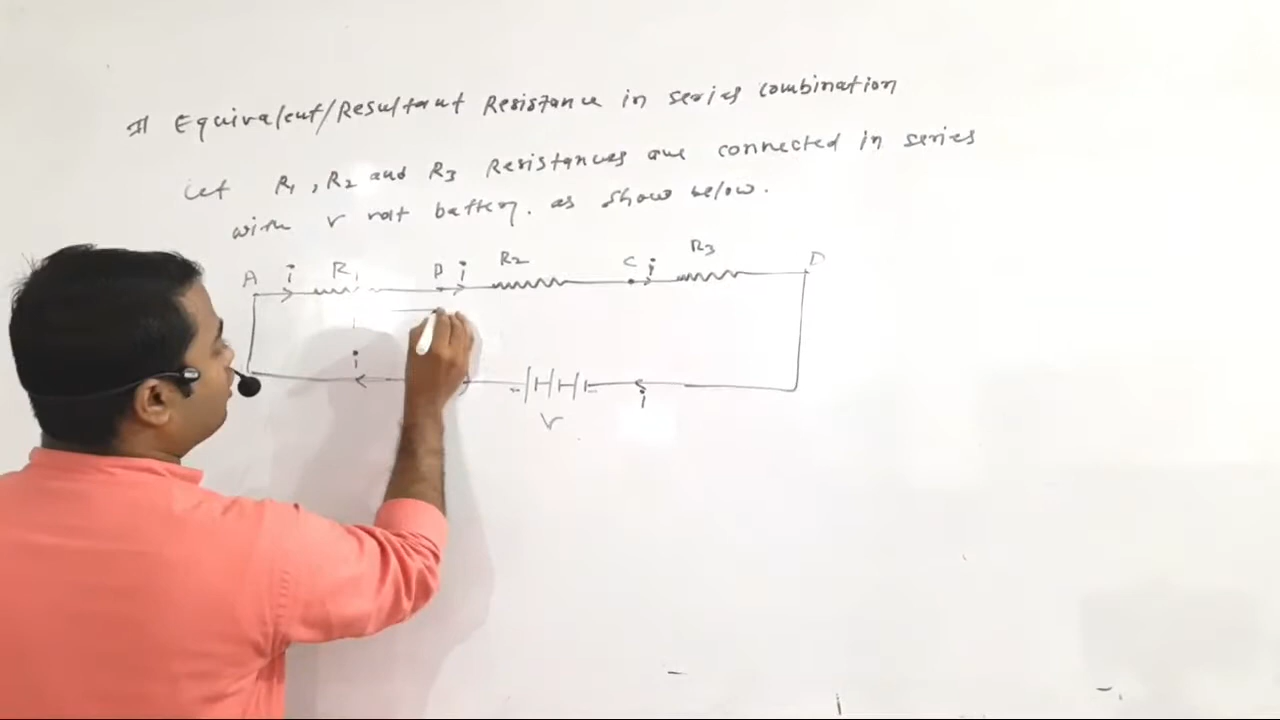 # Equivalent/Resultant Resistance in series combination
Let R1, R2 and R3 Resistances are connected in series
with V volt battery. as show below.
A i R1 B i R2 C i R3 D
i i
V